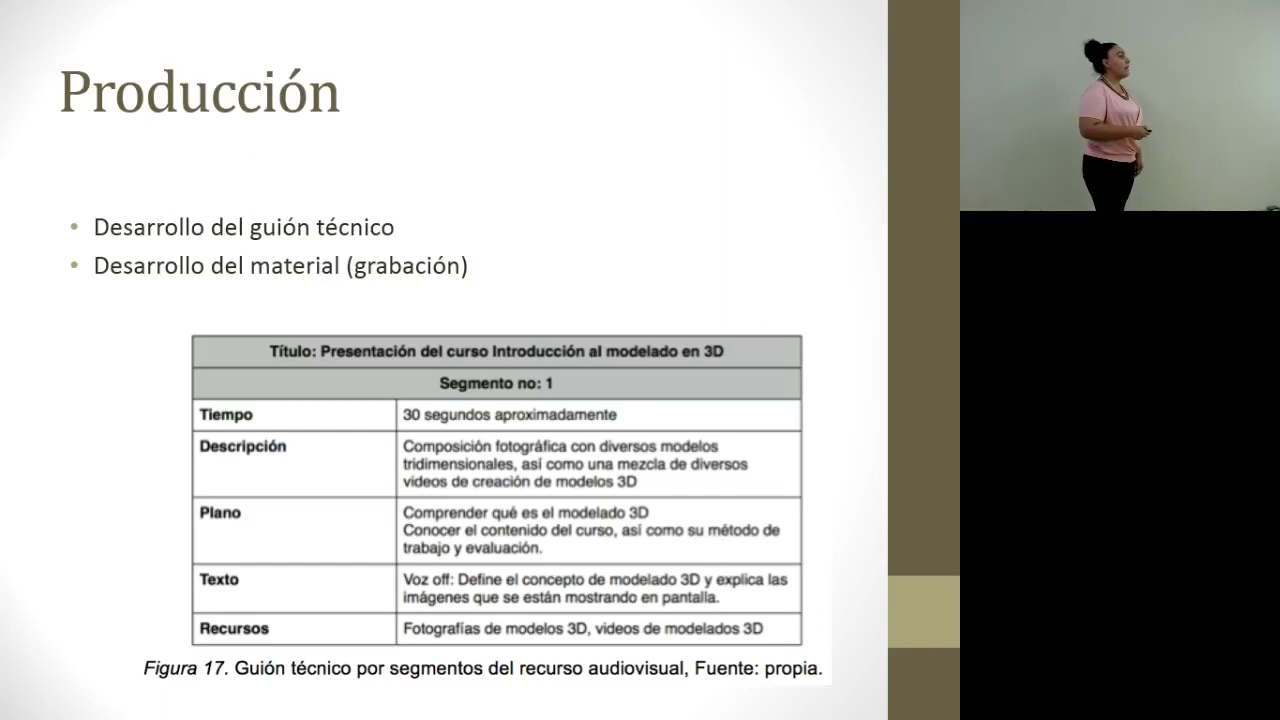 Producción
• Desarrollo del guión técnico
• Desarrollo del material (grabación)
Título: Presentación del curso Introducción al modelado en 3D
Segmento no: 1
Tiempo
30 segundos aproximadamente
Descripción
Composición fotográfica con diversos modelos
tridimensionales, así como una mezcla de diversos
videos de creación de modelos 3D
Plano
Comprender qué es el modelado 3D
Conocer el contenido del curso, así como su método de
trabajo y evaluación.
Texto
Voz off: Define el concepto de modelado 3D y explica las
imágenes que se están mostrando en pantalla.
Recursos
Fotografías de modelos 3D, videos de modelados 3D
Figura 17. Guión técnico por segmentos del recurso audiovisual, Fuente: propia.